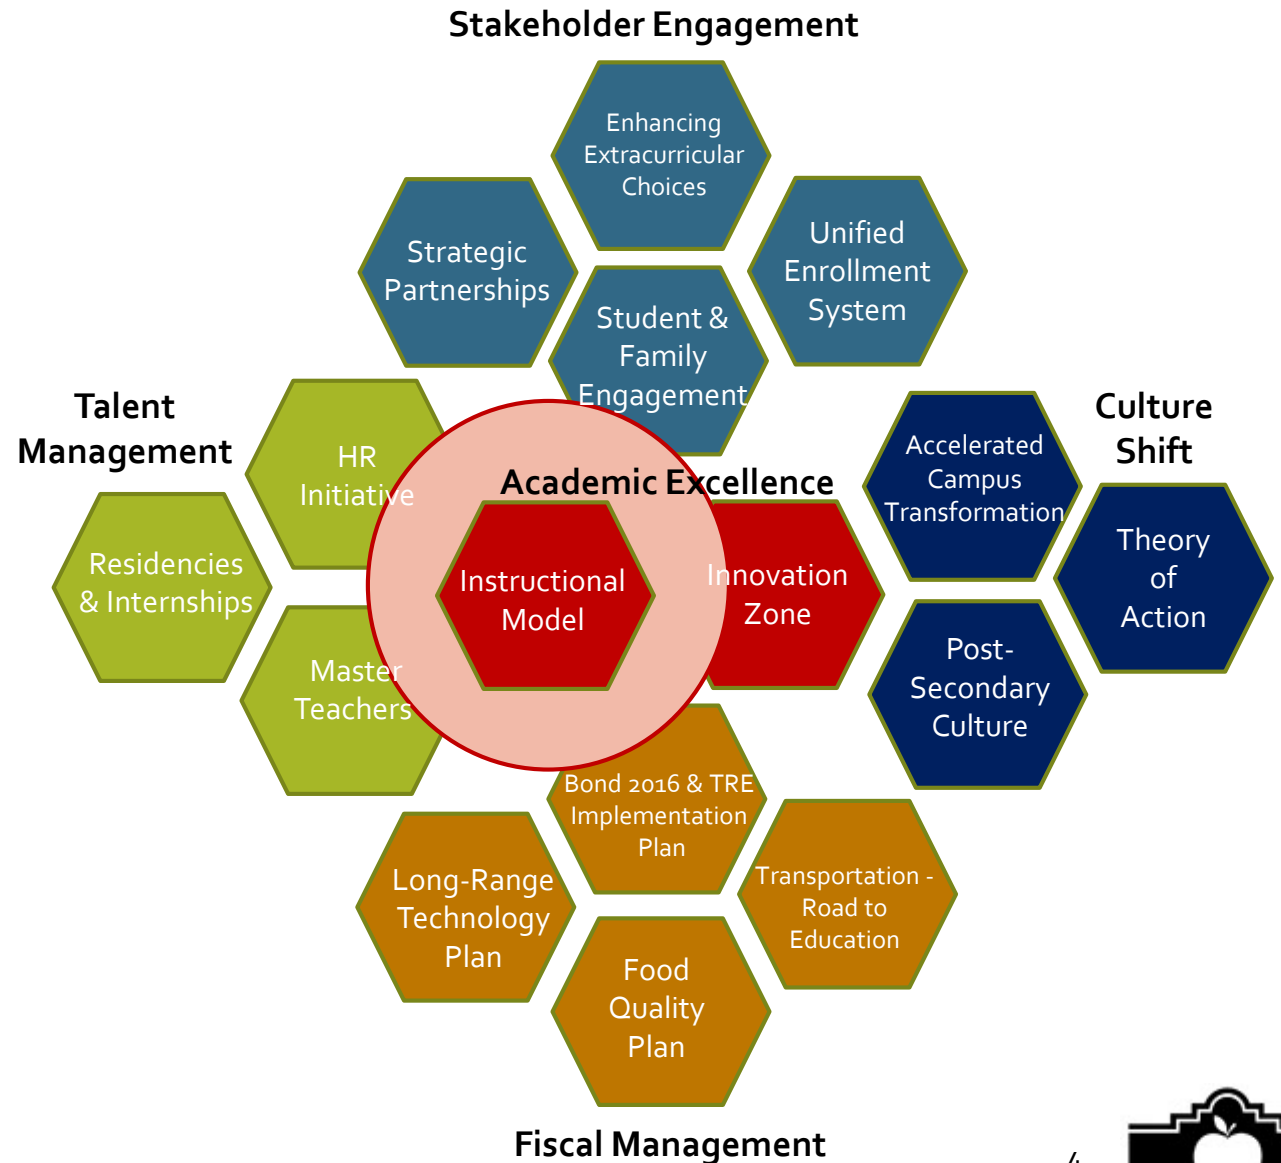 Stakeholder Engagement
Enhancing
Extracurricular
Choices
Strategic
Partnerships
Unified
Enrollment
System
Student &
Family
Engagement
Talent
Management
HR
Initiative
Residencies
& Internships
Master
Teachers
Academic Excellence
Instructional
Model
Innovation
Zone
Culture
Shift
Accelerated
Campus
Transformation
Theory
of
Action
Post-
Secondary
Culture
Bond 2016 & TRE
Implementation
Plan
Long-Range
Technology
Plan
Transportation -
Road to
Education
Food
Quality
Plan
Fiscal Management
4